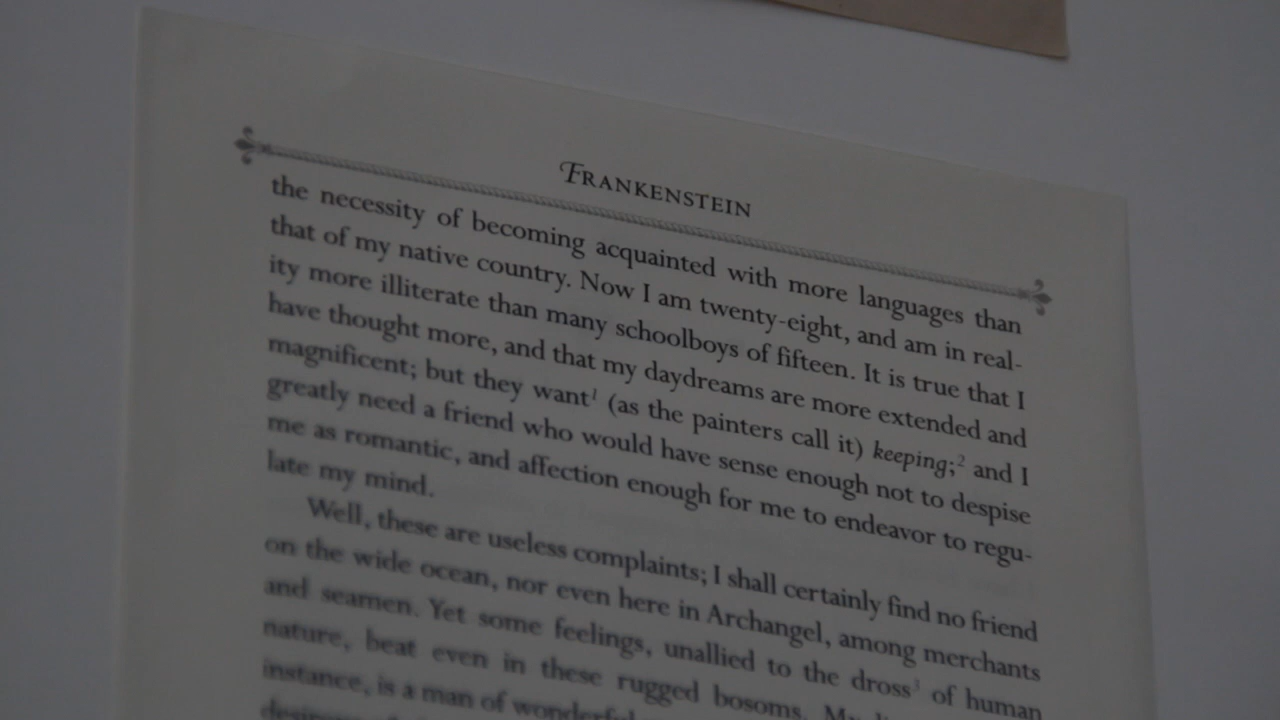 FRANKENSTEIN
the necessity of becoming acquainted with more languages than
that of my native country. Now I am twenty-eight, and am in real-
ity more illiterate than many schoolboys of fifteen. It is true that I
have thought more, and that my daydreams are more extended and
magnificent; but they want¹ (as the painters call it) keeping;² and I
greatly need a friend who would have sense enough not to despise
me as romantic, and affection enough for me to endeavor to regu-
late my mind.
Well, these are useless complaints; I shall certainly find no friend
on the wide ocean, nor even here in Archangel, among merchants
and seamen. Yet some feelings, unallied to the dross³ of human
nature, beat even in these rugged bosoms. My
instance, is a man of wonderful